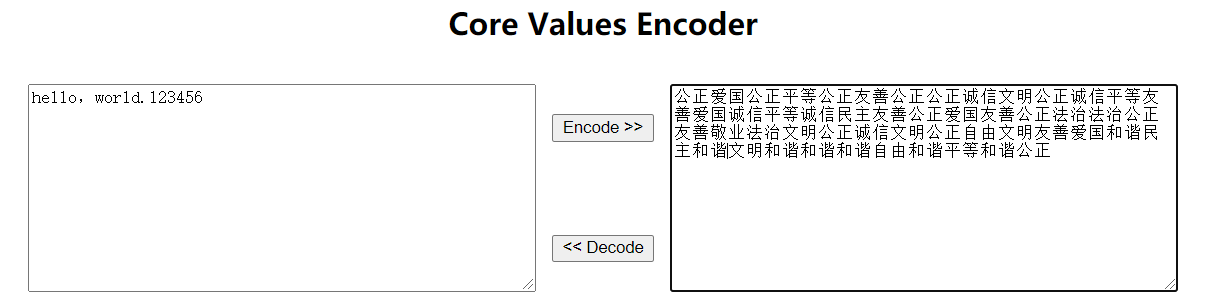 Core Values Encoder
hello，world.123456
公正爱国公正平等公正友善公正公正诚信文明公正诚信平等友
善爱国诚信平等诚信民主友善公正爱国友善公正法治法治公正
友善敬业法治文明公正诚信文明公正自由文明友善爱国和谐民
主和谐文明和谐和谐和谐自由和谐平等和谐公正
Encode >>
<< Decode